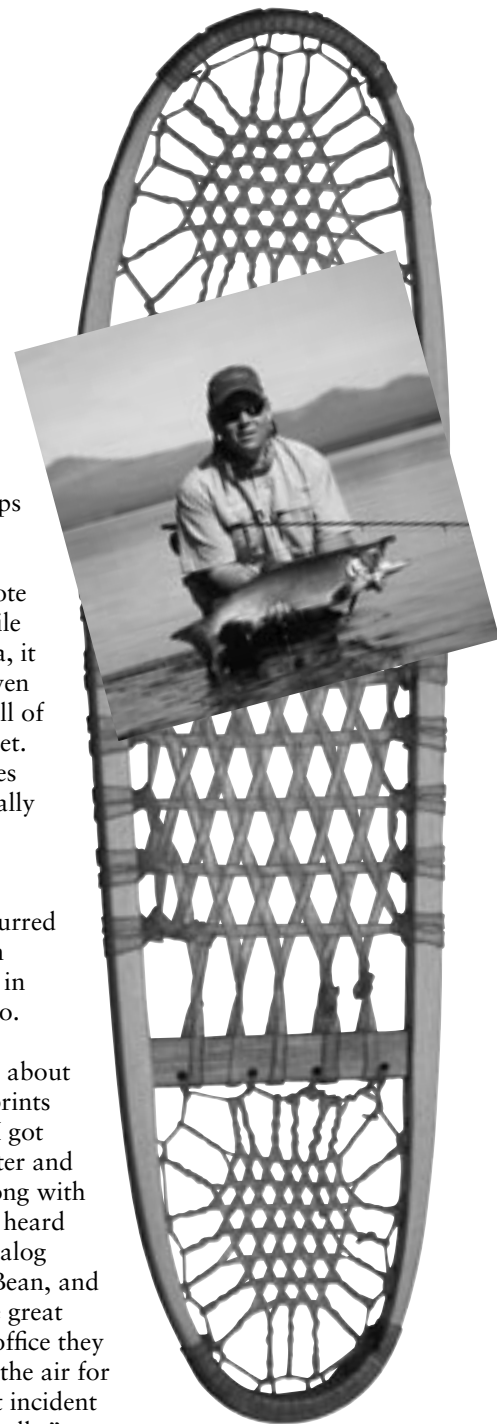 ps
ote
ile
a, it
ven
ll of
et.
es
ally
urred
n
in
o.
about
prints
I got
ter and
ong with
heard
alog
Bean, and
great
office they
the air for
t incident